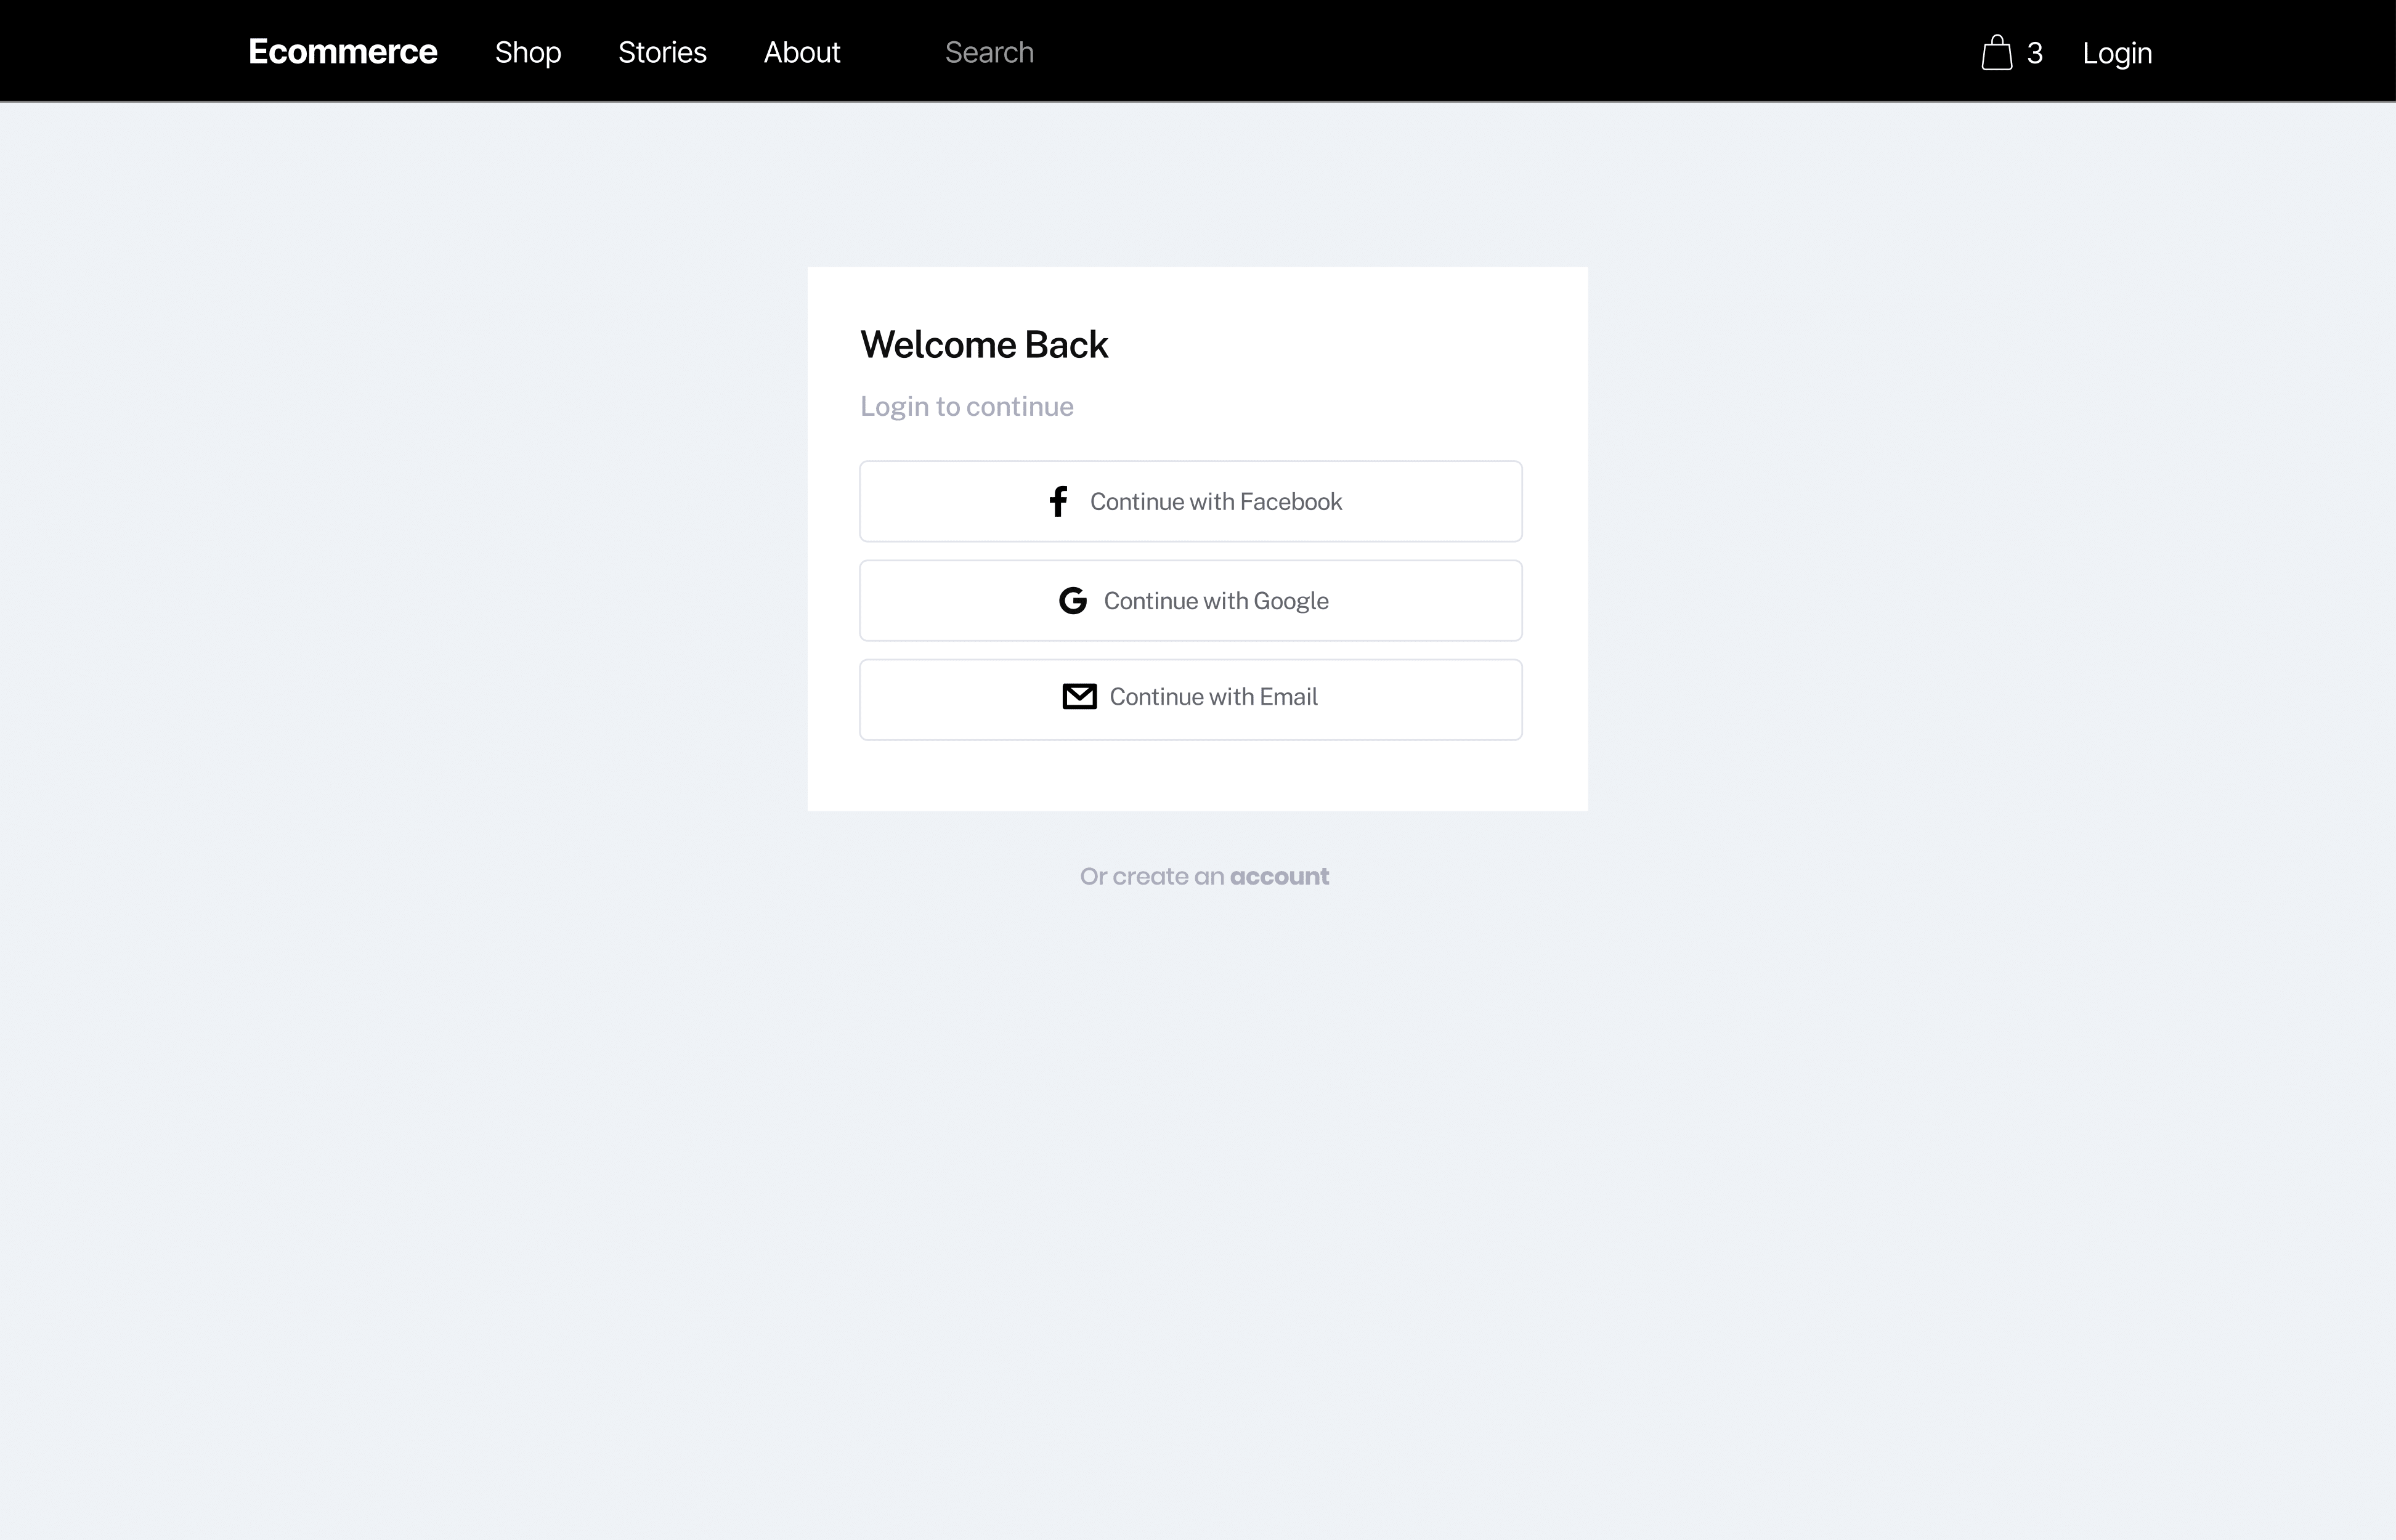 Ecommerce Shop Stories About Search 3 Login
Welcome Back
Login to continue
Continue with Facebook
Continue with Google
Continue with Email
Or create an account